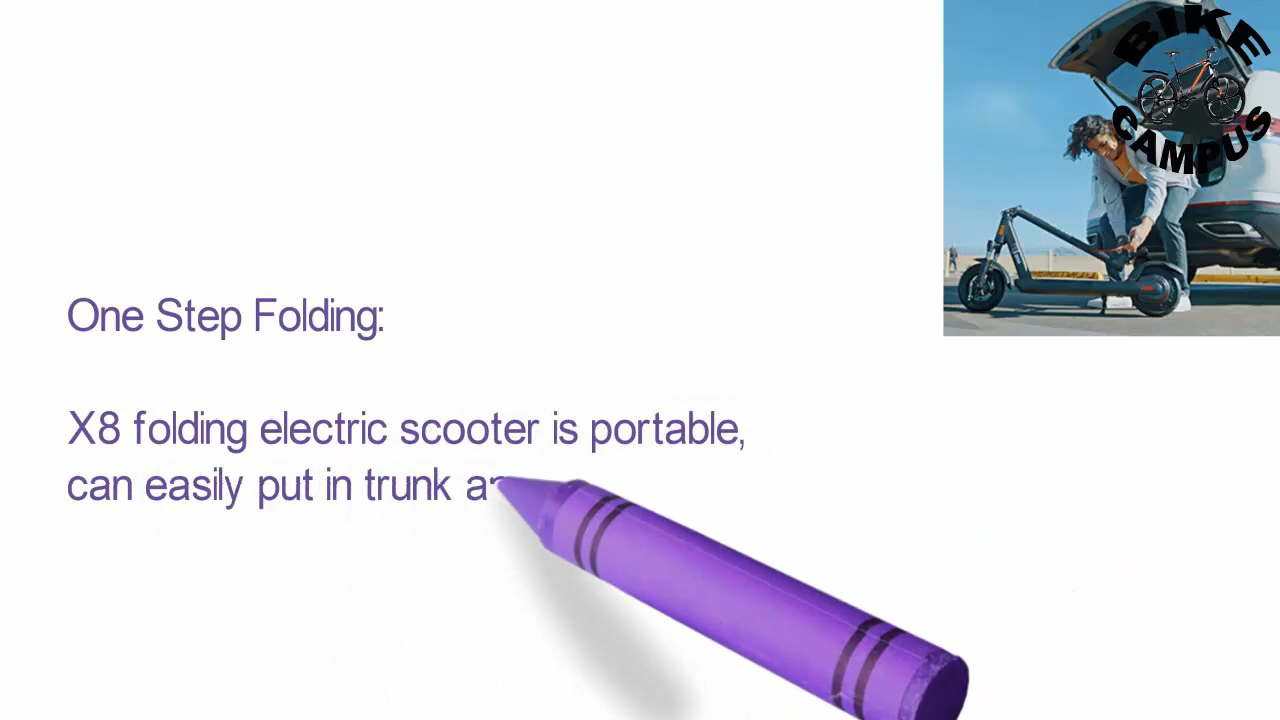 BIKE
CAMPUS
One Step Folding:
X8 folding electric scooter is portable,
can easily put in trunk